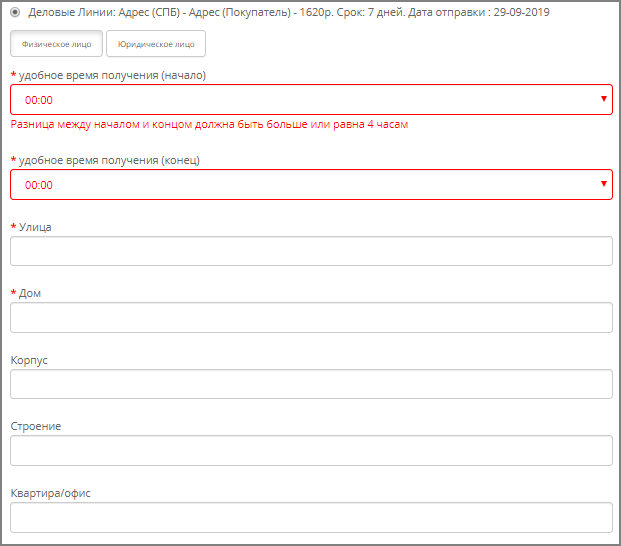 Деловые Линии: Адрес (СПБ) - Адрес (Покупатель) - 1620р. Срок: 7 дней. Дата отправки : 29-09-2019
Физическое лицо Юридическое лицо
* удобное время получения (начало)
00:00
Разница между началом и концом должна быть больше или равна 4 часам
* удобное время получения (конец)
00:00
* Улица
* Дом
Корпус
Строение
Квартира/офис